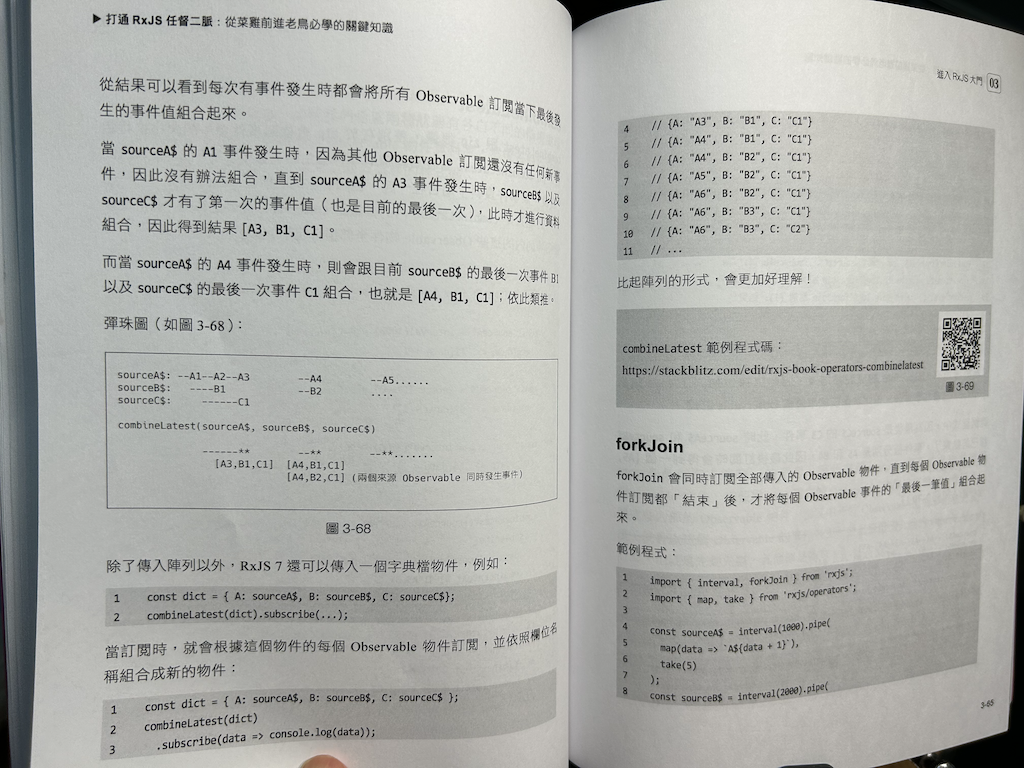 ▶ 打通 RxJS 任督二脈：從菜雞前進老鳥必學的關鍵知識
從結果可以看到每次有事件發生時都會將所有 Observable 訂閱當下最後發
生的事件值組合起來。
當 sourceA$ 的 A1 事件發生時，因為其他 Observable 訂閱還沒有任何新事
件，因此沒有辦法組合，直到 sourceA$ 的 A3 事件發生時，sourceB$ 以及
sourceC$ 才有了第一次的事件值（也是目前的最後一次），此時才進行資料
組合，因此得到結果 [A3, B1, C1]。
而當 sourceA$ 的 A4 事件發生時，則會跟目前 sourceB$ 的最後一次事件 B1
以及 sourceC$ 的最後一次事件 C1 組合，也就是 [A4, B1, C1]；依此類推。
彈珠圖（如圖 3-68）：
sourceA$: --A1--A2--A3        --A4        --A5......
sourceB$:   ----B1            --B2        ....
sourceC$:     ------C1
combineLatest(sourceA$, sourceB$, sourceC$)
------**        --**        --**.......
[A3,B1,C1]  [A4,B1,C1]
[A4,B2,C1] (兩個來源 Observable 同時發生事件)
圖 3-68
除了傳入陣列以外，RxJS 7 還可以傳入一個字典檔物件，例如：
1    const dict = { A: sourceA$, B: sourceB$, C: sourceC$};
2    combineLatest(dict).subscribe(...);
當訂閱時，就會根據這個物件的每個 Observable 物件訂閱，並依照欄位名
稱組合成新的物件：
1    const dict = { A: sourceA$, B: sourceB$, C: sourceC$ };
2    combineLatest(dict)
3      .subscribe(data => console.log(data));
進入 RxJS 大門 03
4    // {A: "A3", B: "B1", C: "C1"}
5    // {A: "A4", B: "B1", C: "C1"}
6    // {A: "A4", B: "B2", C: "C1"}
7    // {A: "A5", B: "B2", C: "C1"}
8    // {A: "A6", B: "B2", C: "C1"}
9    // {A: "A6", B: "B3", C: "C1"}
10    // {A: "A6", B: "B3", C: "C2"}
11    // ...
比起陣列的形式，會更加好理解！
combineLatest 範例程式碼：
https://stackblitz.com/edit/rxjs-book-operators-combinelatest
圖 3-69
forkJoin
forkJoin 會同時訂閱全部傳入的 Observable 物件，直到每個 Observable 物
件訂閱都「結束」後，才將每個 Observable 事件的「最後一筆值」組合起
來。
範例程式：
1    import { interval, forkJoin } from 'rxjs';
2    import { map, take } from 'rxjs/operators';
3
4    const sourceA$ = interval(1000).pipe(
5      map(data => `A${data + 1}`),
6      take(5)
7    );
8    const sourceB$ = interval(2000).pipe(
3-65